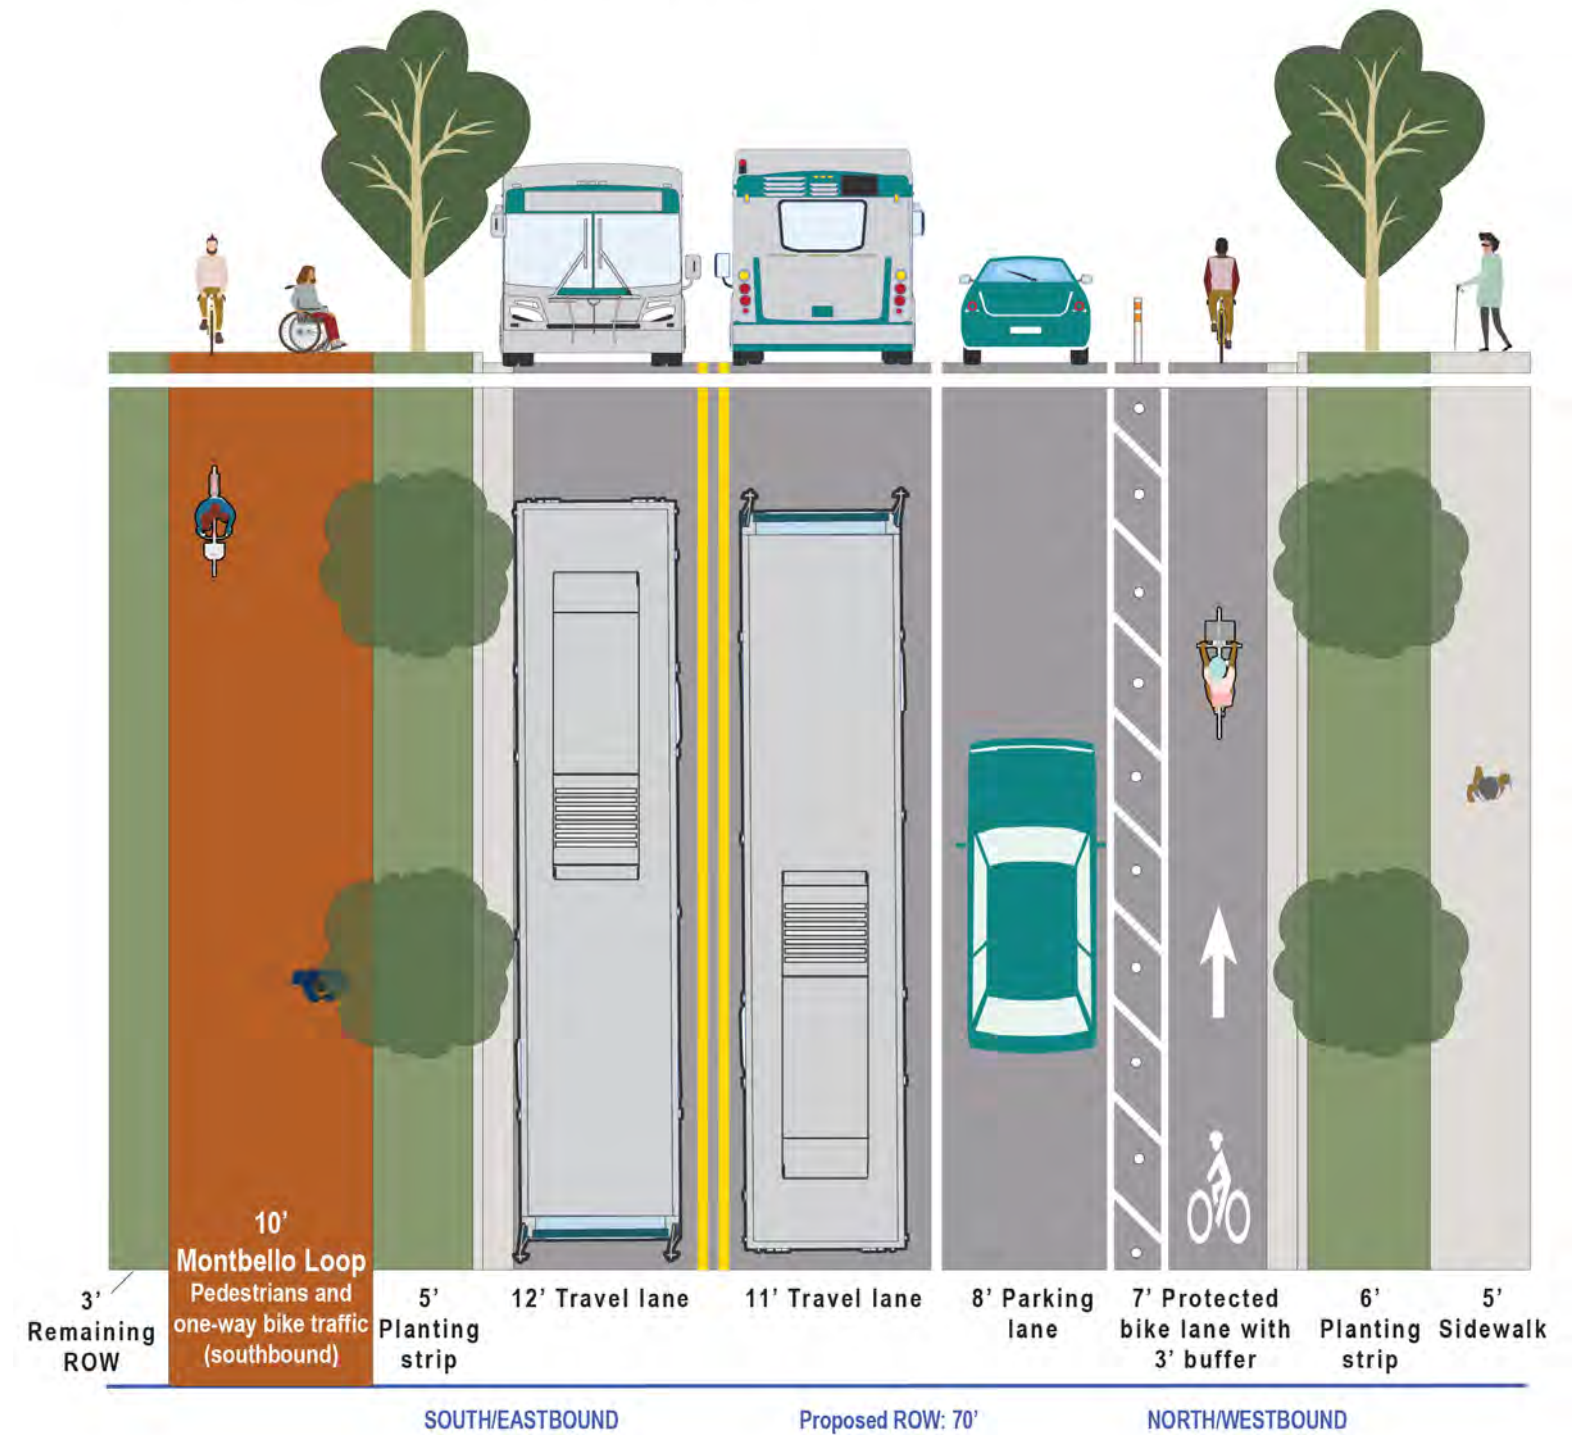 3’
Remaining
ROW
10’
Montbello Loop
Pedestrians and
one-way bike traffic
(southbound)
5’
Planting
strip
12’ Travel lane
11’ Travel lane
8’ Parking
lane
7’ Protected
bike lane with
3’ buffer
6’
Planting
strip
5’
Sidewalk
SOUTH/EASTBOUND
Proposed ROW: 70’
NORTH/WESTBOUND